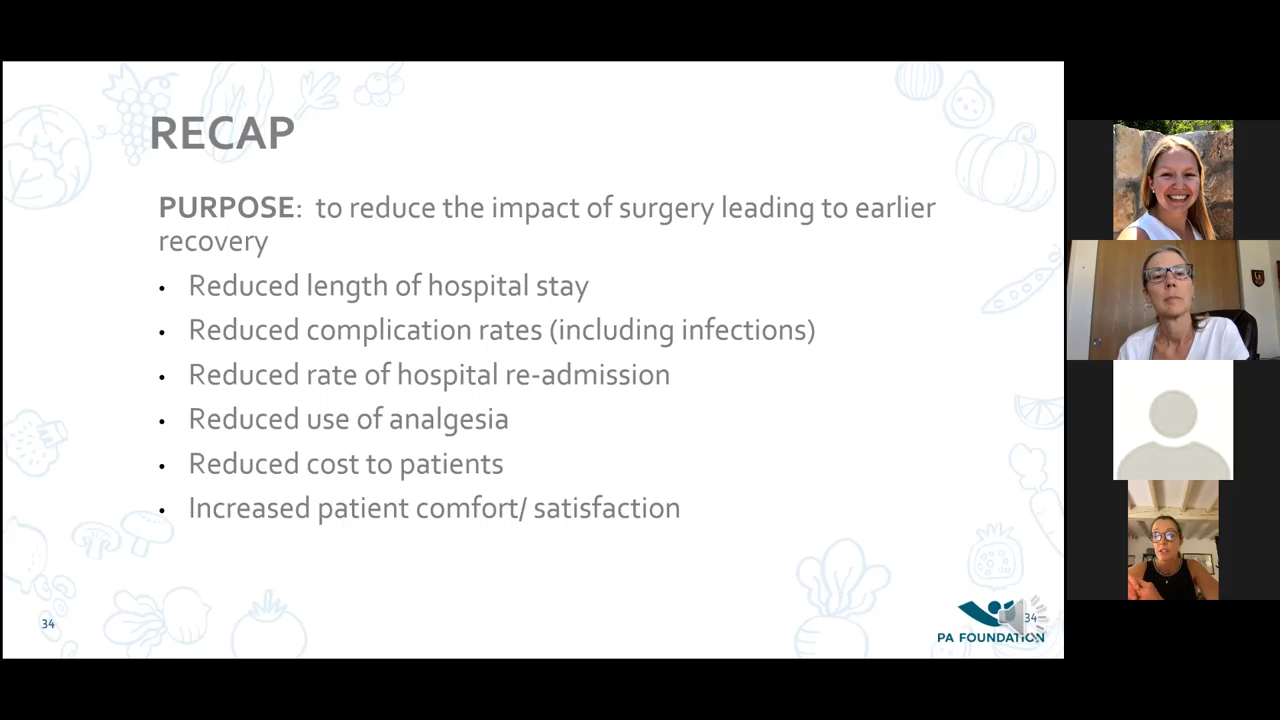 RECAP
PURPOSE: to reduce the impact of surgery leading to earlier
recovery
• Reduced length of hospital stay
• Reduced complication rates (including infections)
• Reduced rate of hospital re-admission
• Reduced use of analgesia
• Reduced cost to patients
• Increased patient comfort/ satisfaction
34
34
PA FOUNDATION